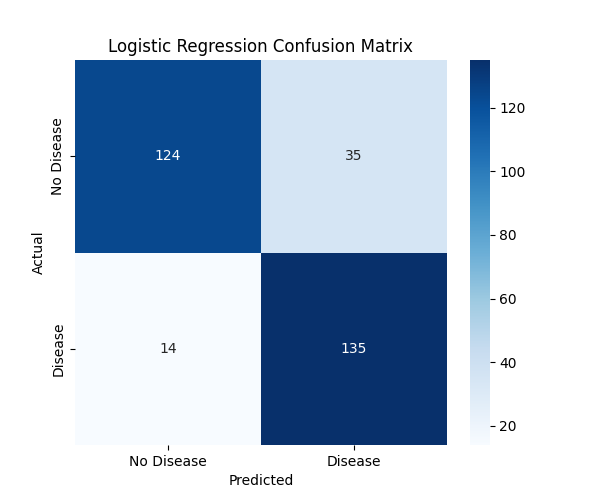 Logistic Regression Confusion Matrix
No Disease
124
35
Actual
Disease
14
135
No Disease
Disease
Predicted
120
100
80
60
40
20